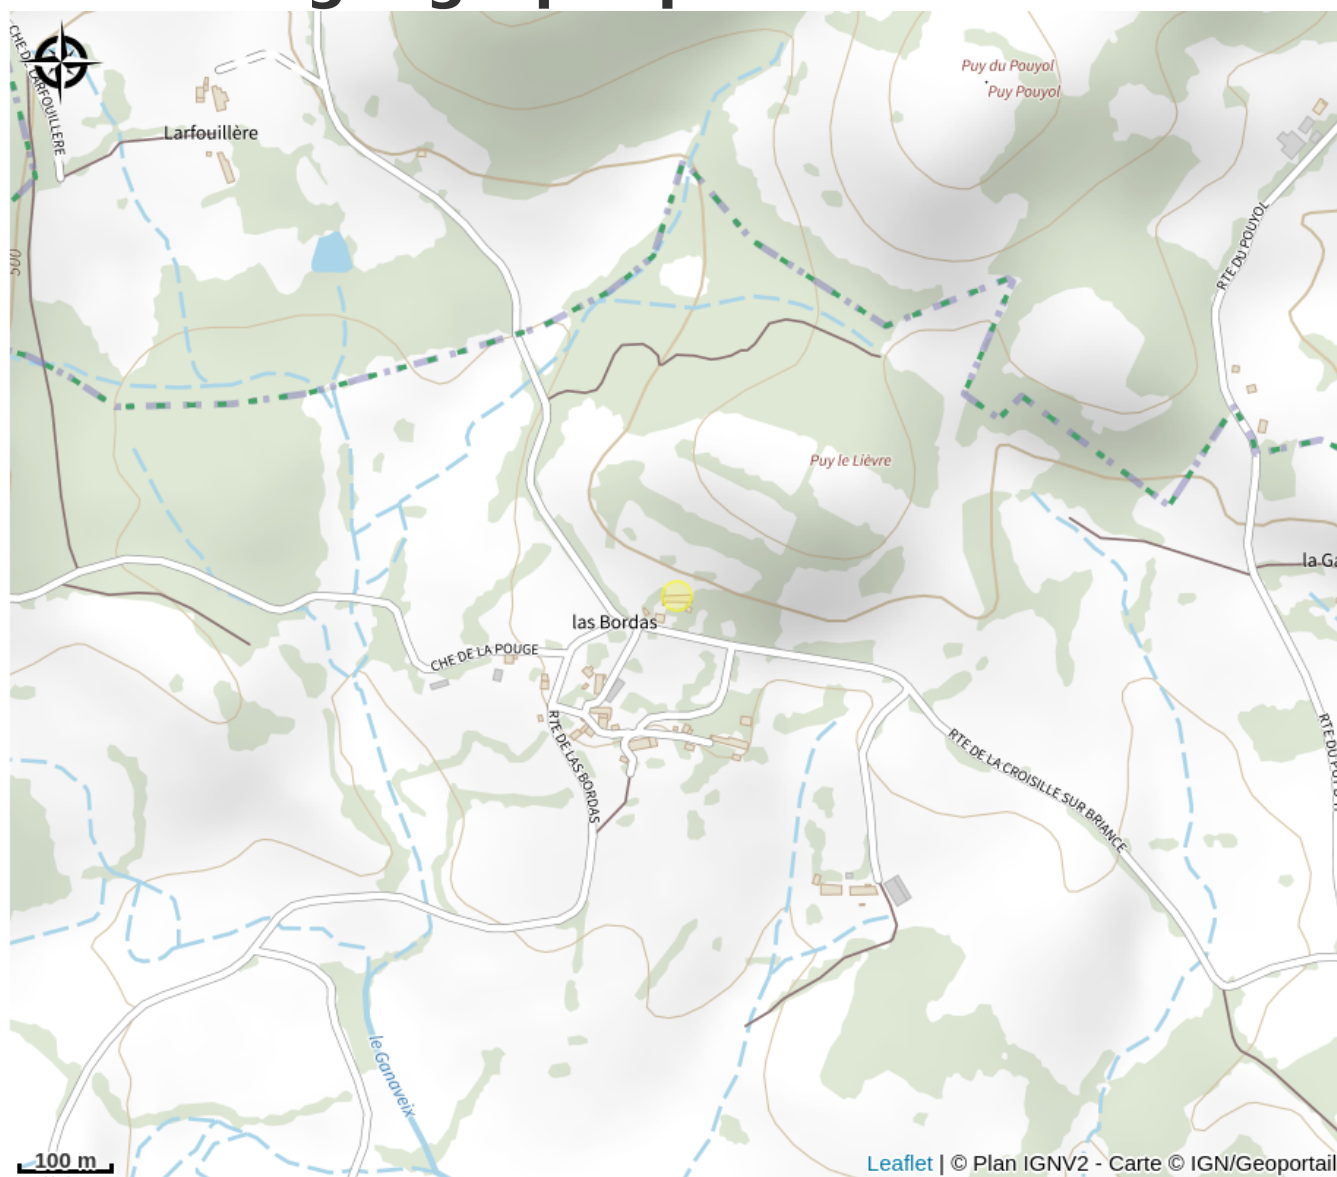 CHE DE LARFOUILLERE
Puy du Pouyol
Puy Pouyol
Larfouillère
RTE DU POUYOL
500
Puy le Lièvre
la Ga
las Bordas
CHE DE LA POUGE
RTE DE LAS BORDAS
RTE DE LA CROISILLE SUR BRIANCE
le Ganaveix
100 m
Leaflet | © Plan IGNV2 - Carte © IGN/Geoportail